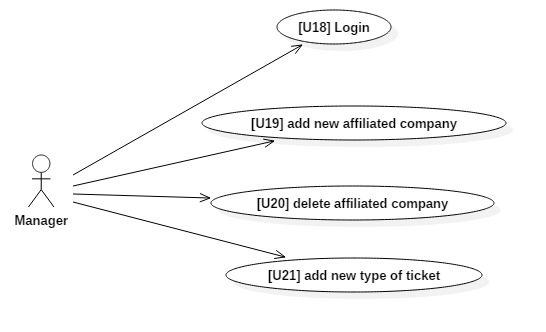 [U18] Login
[U19] add new affiliated company
Manager
[U20] delete affiliated company
[U21] add new type of ticket